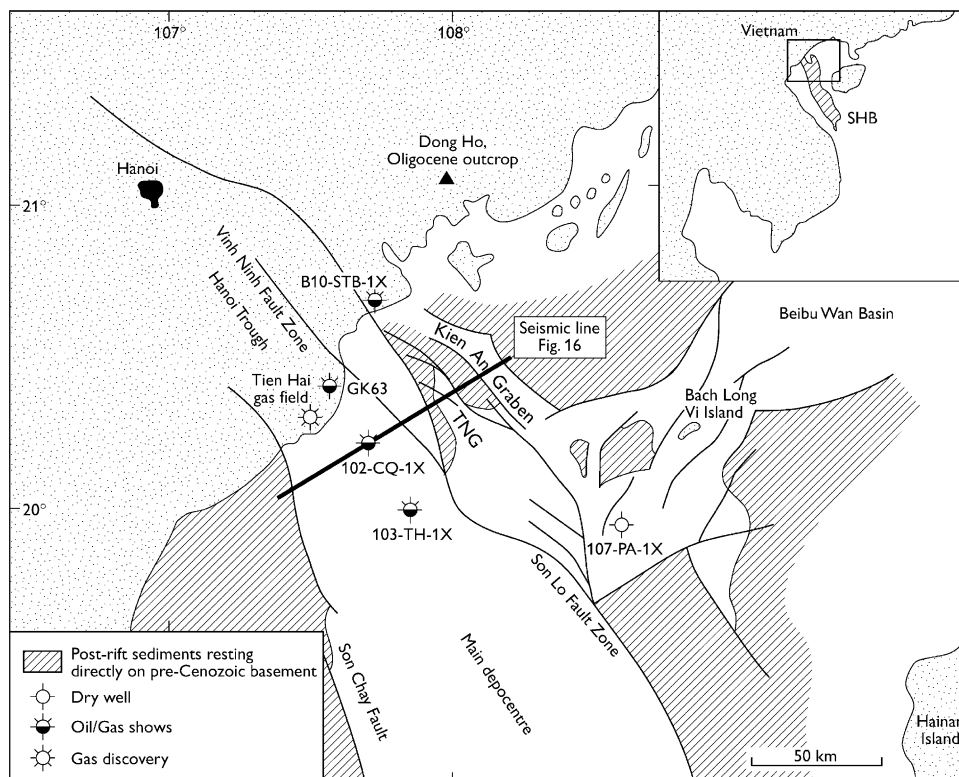 107°
108°
Vietnam
SHB
Dong Ho,
Oligocene outcrop
Hanoi
21°
Vinh Ninh Fault Zone
Hanoi Trough
B10-STB-1X
Kien An Graben
Seismic line
Fig. 16
Beibu Wan Basin
Tien Hai
gas field
GK63
TNG
Bach Long
Vi Island
102-CQ-1X
20°
103-TH-1X
107-PA-1X
Son Lo Fault Zone
Main depocentre
Son Chay Fault
Post-rift sediments resting
directly on pre-Cenozoic basement
Dry well
Oil/Gas shows
Gas discovery
50 km
Hainan
Island